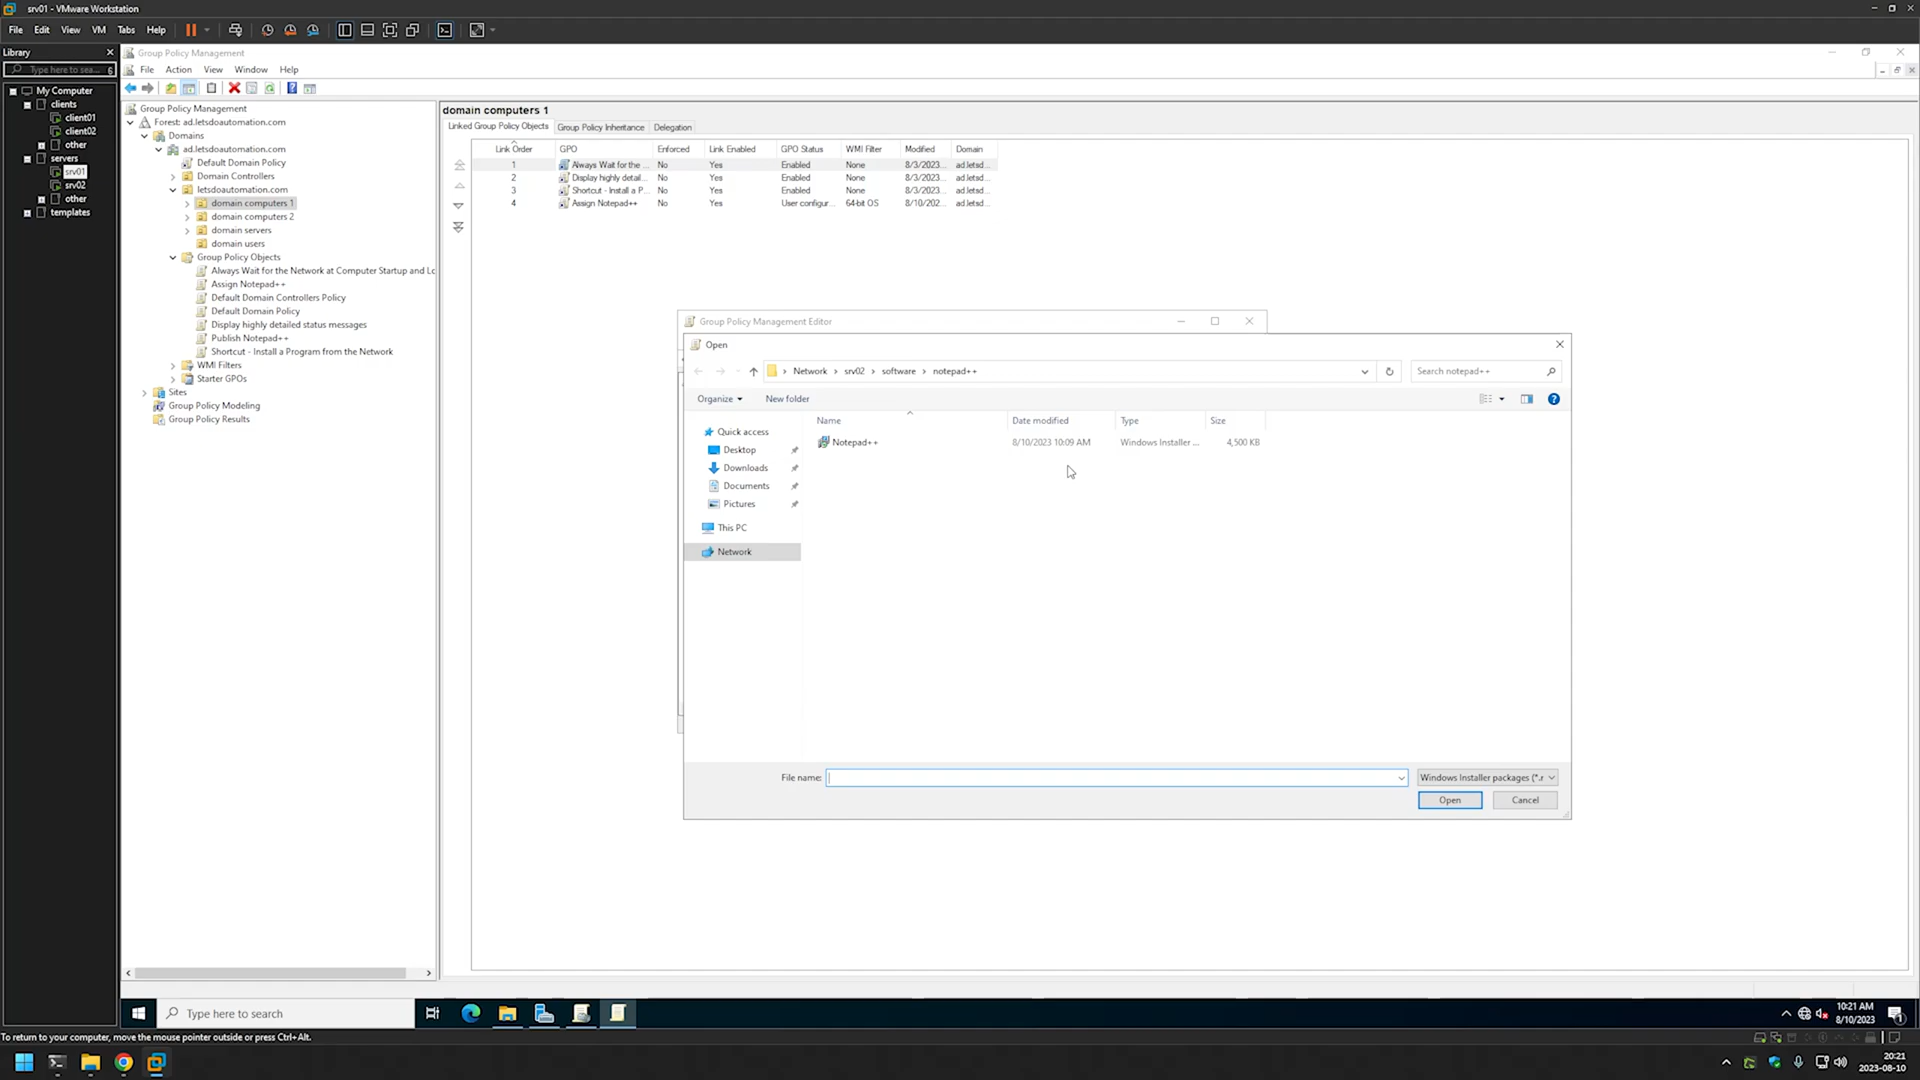 srv01 - VMware Workstation
File Edit View VM Tabs Help
Library
Type here to sea...
My Computer
clients
client01
client02
other
servers
srv01
srv02
other
templates
Group Policy Management
File Action View Window Help
Group Policy Management
Forest: ad.letsdoautomation.com
Domains
ad.letsdoautomation.com
Default Domain Policy
Domain Controllers
letsdoautomation.com
domain computers 1
domain computers 2
domain servers
domain users
Group Policy Objects
Always Wait for the Network at Computer Startup and Lo
Assign Notepad++
Default Domain Controllers Policy
Default Domain Policy
Display highly detailed status messages
Publish Notepad++
Shortcut - Install a Program from the Network
WMI Filters
Starter GPOs
Sites
Group Policy Modeling
Group Policy Results
domain computers 1
Linked Group Policy Objects Group Policy Inheritance Delegation
Link Order GPO Enforced Link Enabled GPO Status WMI Filter Modified Domain
1 Always Wait for the ... No Yes Enabled None 8/3/2023... ad.letsd...
2 Display highly detail... No Yes Enabled None 8/3/2023... ad.letsd...
3 Shortcut - Install a P... No Yes Enabled None 8/3/2023... ad.letsd...
4 Assign Notepad++ No Yes User configur... 64-bit OS 8/10/202... ad.letsd...
Group Policy Management Editor
Open
Network › srv02 › software › notepad++
Search notepad++
Organize New folder
Quick access
Desktop
Downloads
Documents
Pictures
This PC
Network
Name Date modified Type Size
Notepad++ 8/10/2023 10:09 AM Windows Installer ... 4,500 KB
File name:
Windows Installer packages (*.r
Open Cancel
Type here to search
10:21 AM
8/10/2023
1
To return to your computer, move the mouse pointer outside or press Ctrl+Alt.
20:21
2023-08-10